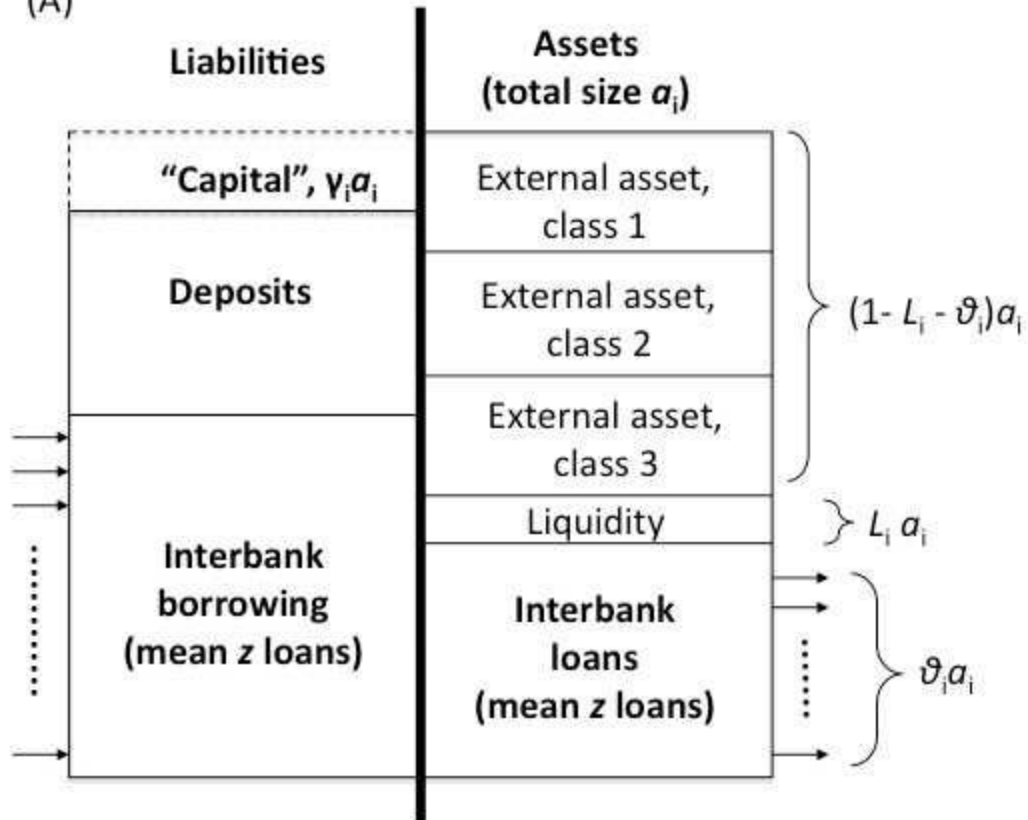 (A)
Liabilities
Assets
(total size aᵢ)
“Capital”, γᵢaᵢ
Deposits
Interbank
borrowing
(mean z loans)
External asset,
class 1
External asset,
class 2
External asset,
class 3
Liquidity
Interbank
loans
(mean z loans)
(1- Lᵢ - ϑᵢ)aᵢ
Lᵢ aᵢ
ϑᵢaᵢ